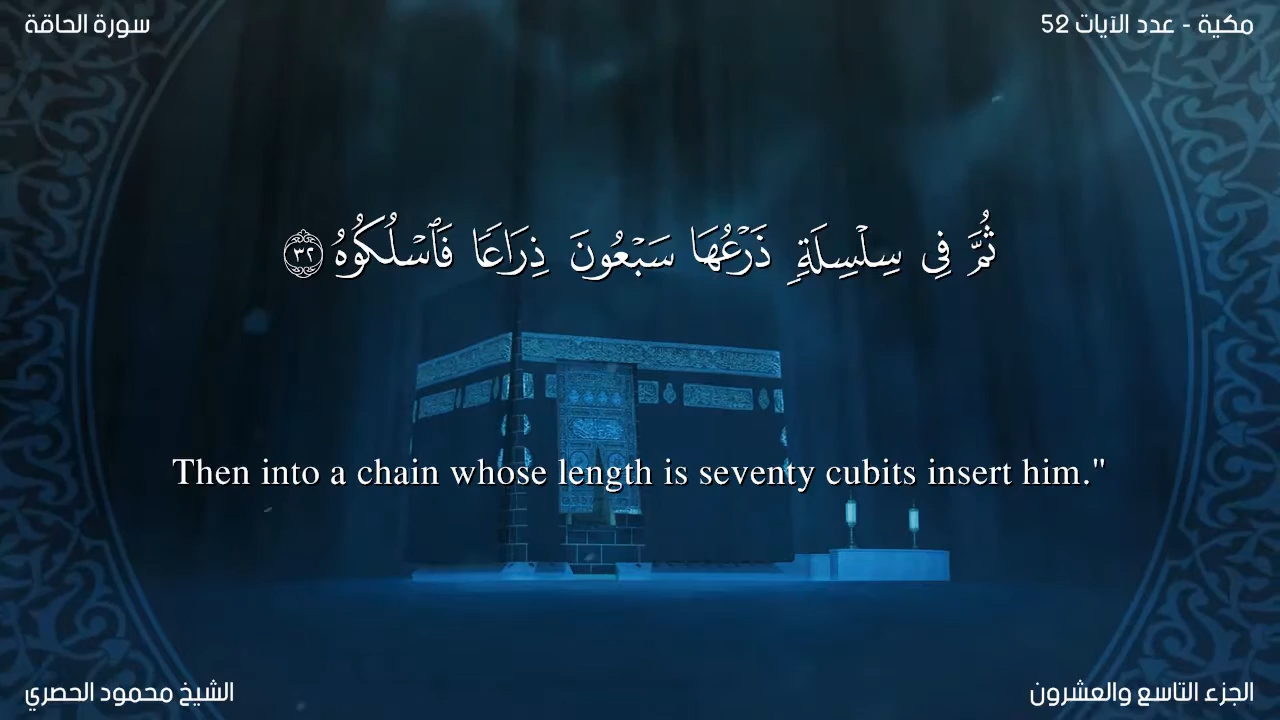 سورة الحاقة
مكية - عدد الآيات 52
ثُمَّ فِى سِلْسِلَةٍ ذَرْعُهَا سَبْعُونَ ذِرَاعًا فَٱسْلُكُوهُ ٣٢
Then into a chain whose length is seventy cubits insert him."
الشيخ محمود الحصري
الجزء التاسع والعشرون